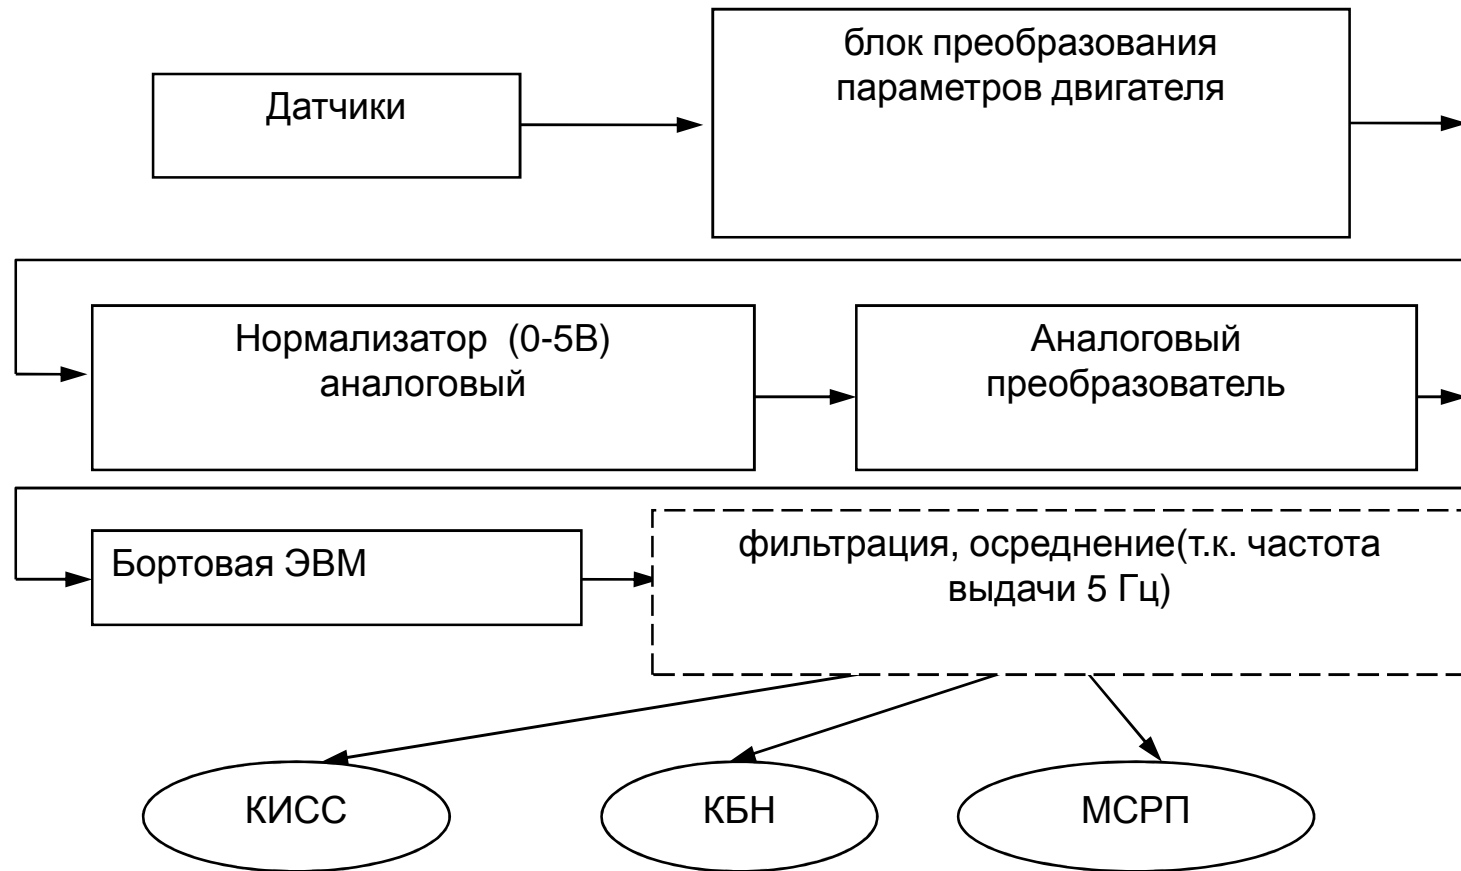 блок преобразования
параметров двигателя
Датчики
Нормализатор (0-5В)
аналоговый
Аналоговый
преобразователь
Бортовая ЭВМ
фильтрация, осреднение(т.к. частота
выдачи 5 Гц)
КИСС
КБН
МСРП